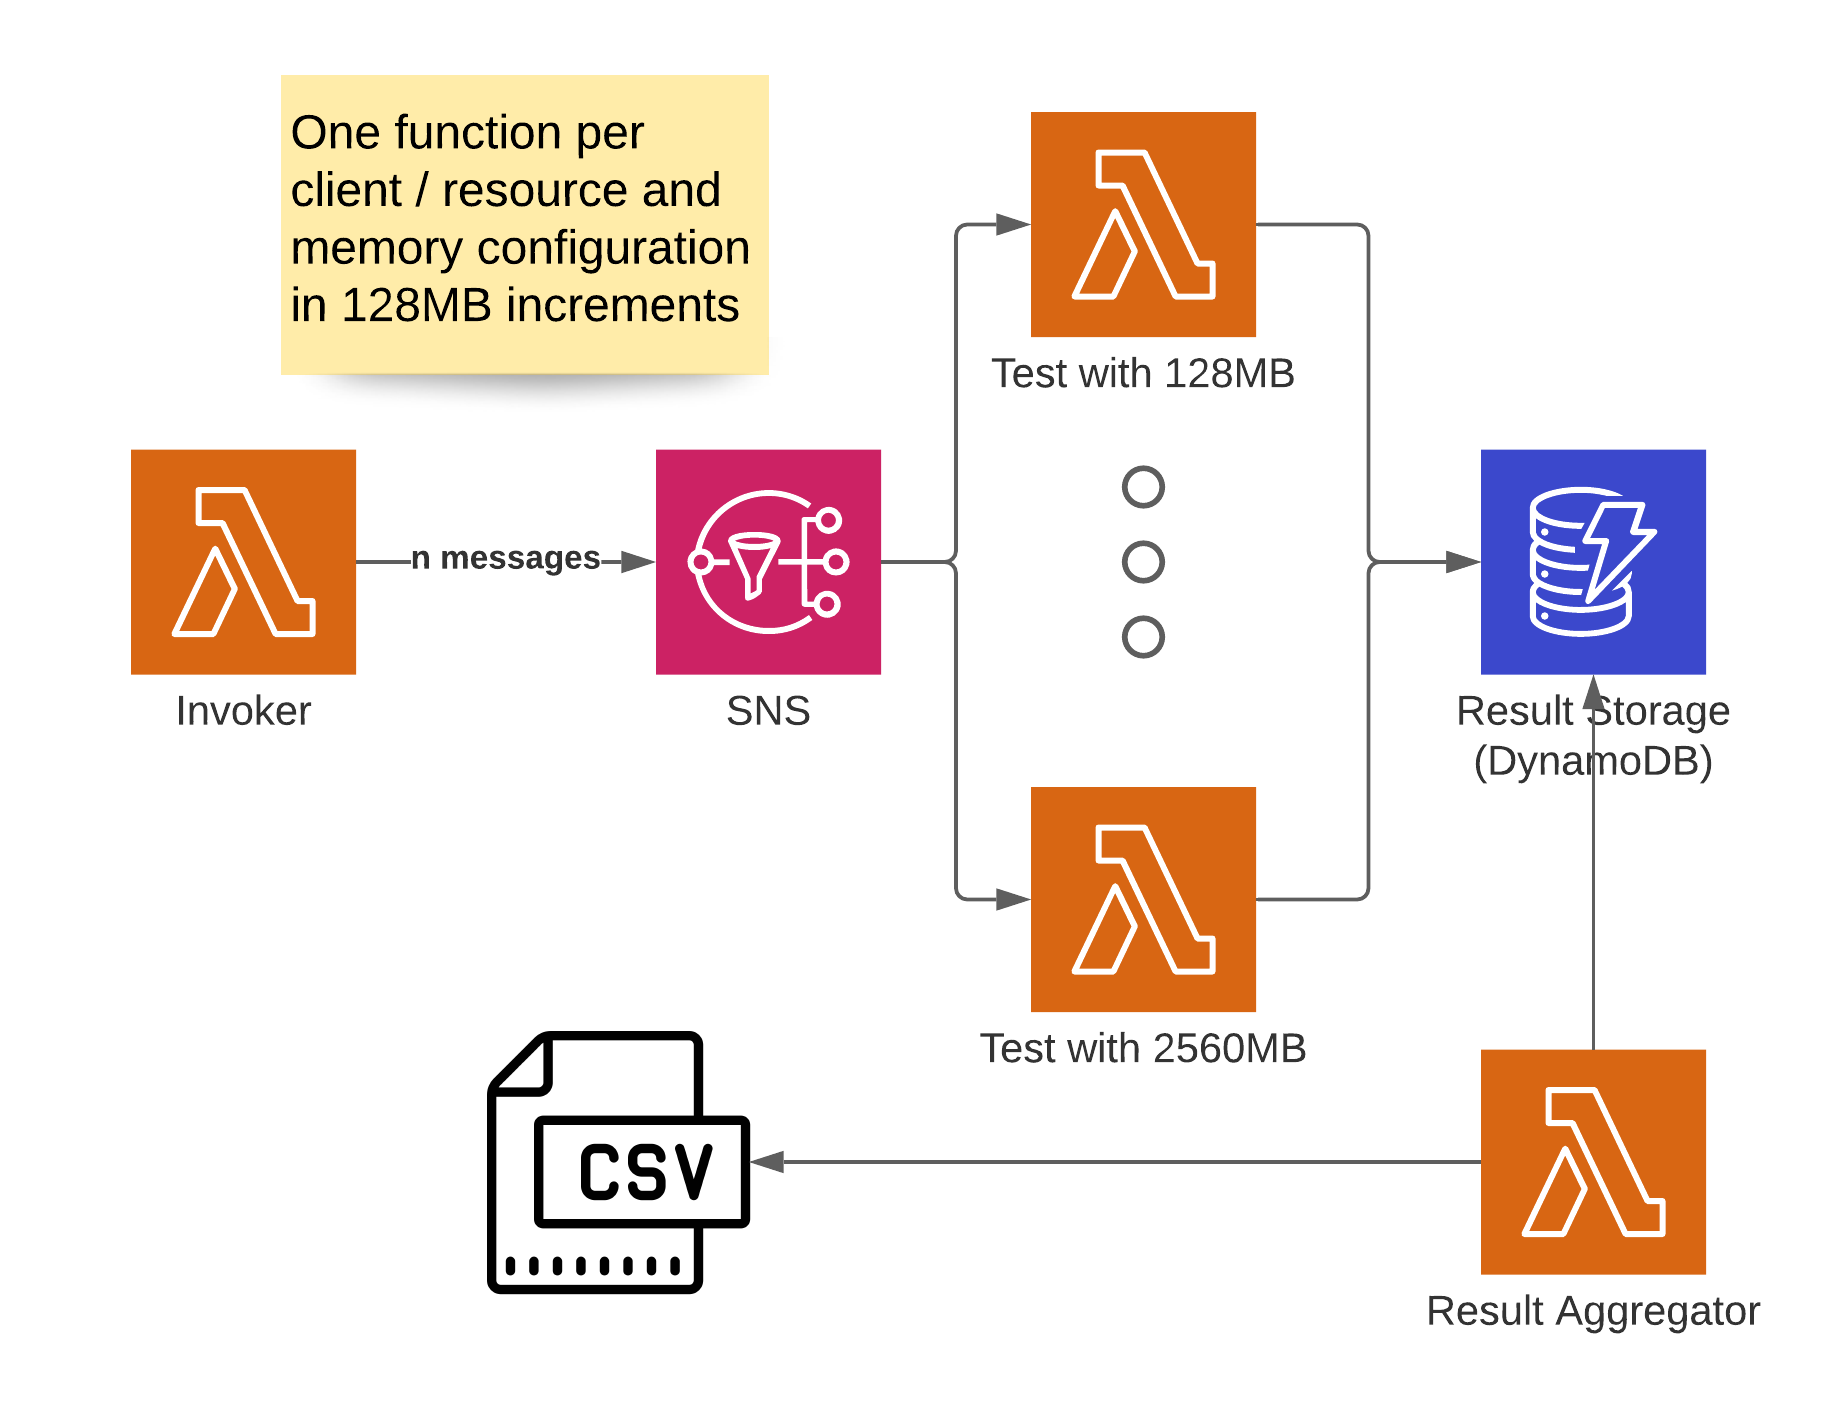 One function per
client / resource and
memory configuration
in 128MB increments
Test with 128MB
n messages
Invoker
SNS
Result Storage
(DynamoDB)
Test with 2560MB
CSV
Result Aggregator